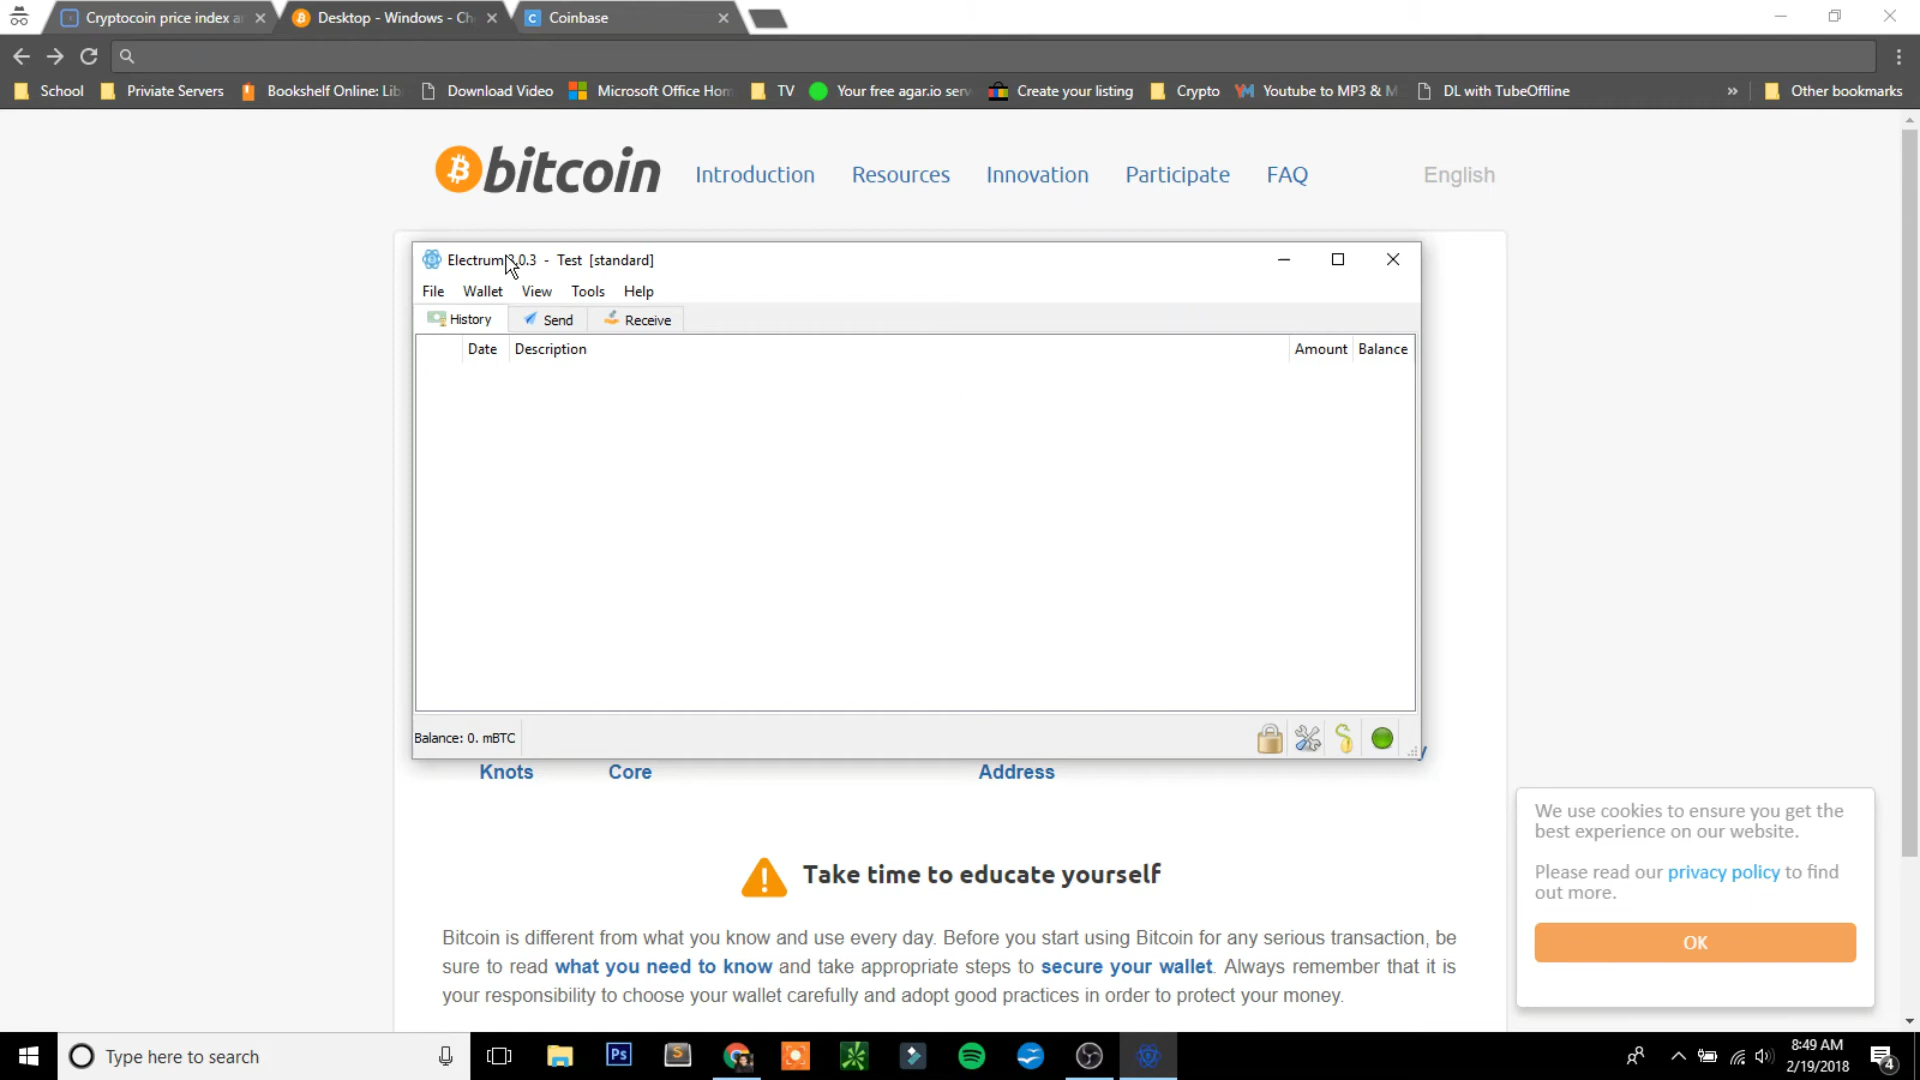 Cryptocoin price index a
Desktop - Windows - Ch
Coinbase
School
Priviate Servers
Bookshelf Online: Lib
Download Video
Microsoft Office Hom
TV
Your free agar.io serv
Create your listing
Crypto
Youtube to MP3 & M
DL with TubeOffline
»
Other bookmarks
bitcoin
Introduction
Resources
Innovation
Participate
FAQ
English
Electrum 3.0.3 - Test [standard]
File
Wallet
View
Tools
Help
History
Send
Receive
Date
Description
Amount
Balance
Balance: 0. mBTC
Knots
Core
Address
y
Take time to educate yourself
Bitcoin is different from what you know and use every day. Before you start using Bitcoin for any serious transaction, be
sure to read what you need to know and take appropriate steps to secure your wallet. Always remember that it is
your responsibility to choose your wallet carefully and adopt good practices in order to protect your money.
We use cookies to ensure you get the
best experience on our website.
Please read our privacy policy to find
out more.
OK
Type here to search
Ps
S
8:49 AM
2/19/2018
4